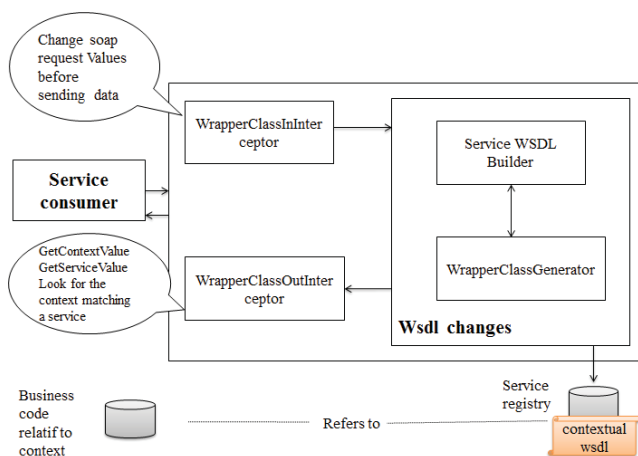 Change soap
request Values
before
sending data
WrapperClassInInter
ceptor
Service WSDL
Builder
Service
consumer
GetContextValue
GetServiceValue
Look for the
context matching
a service
WrapperClassOutInter
ceptor
WrapperClassGenerator
Wsdl changes
Business
code
relatif to
context
Refers to
Service
registry
contextual
wsdl